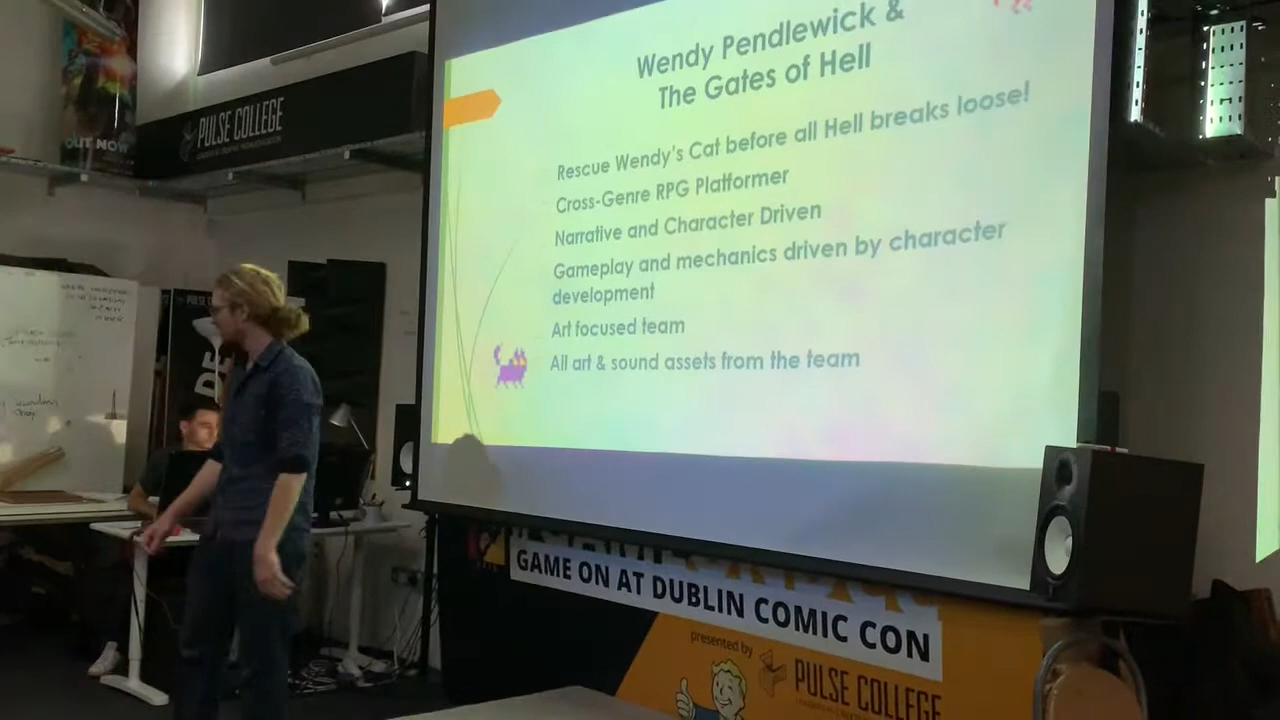 Wendy Pendlewick &
The Gates of Hell
Rescue Wendy's Cat before all Hell breaks loose!
Cross-Genre RPG Platformer
Narrative and Character Driven
Gameplay and mechanics driven by character
development
Art focused team
All art & sound assets from the team
OUT NOW
PULSE COLLEGE
PULSE C
DE
GAME ON AT DUBLIN COMIC CON
presented by
PULSE COLLEGE